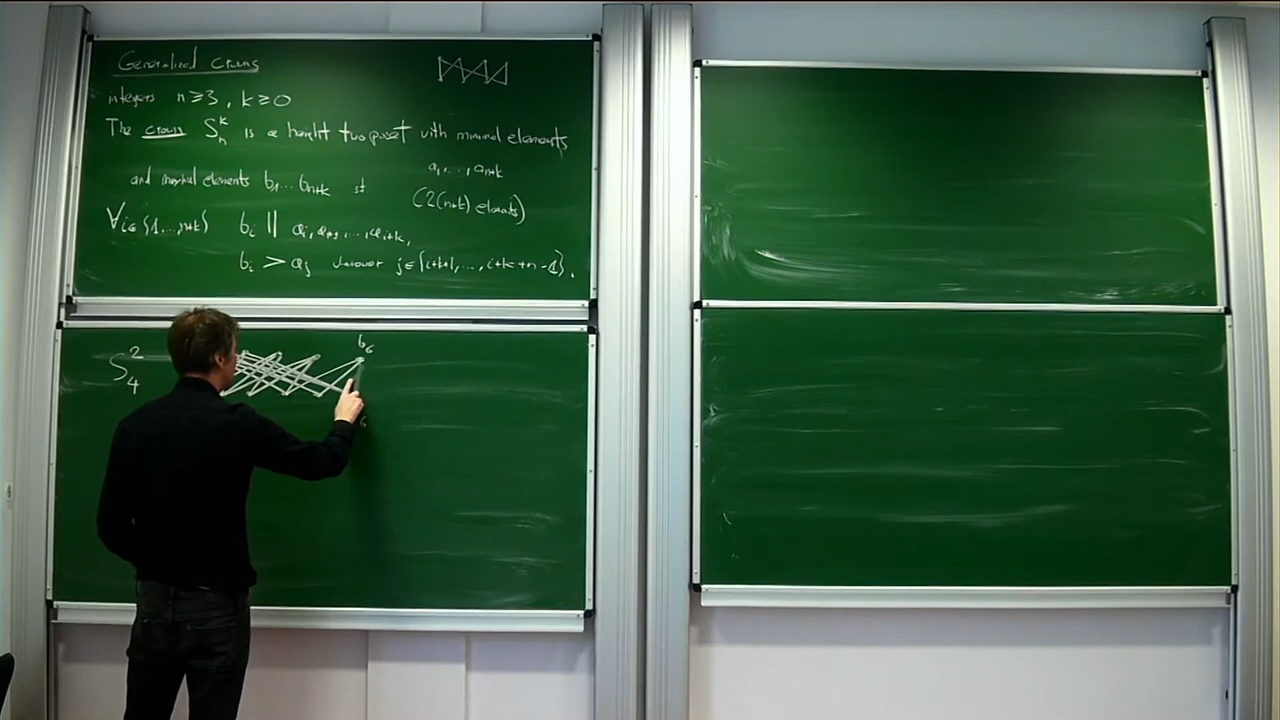 Generalized crowns
integers n ≥ 3, k ≥ 0
The crown S_n^k is a height two poset with minimal elements
a_1, ..., a_{n+k}
and maximal elements b_1 ... b_{n+k} st
(2(n+k) elements)
∀ i ∈ {1, ..., n+k} b_i || a_i, a_{i+1}, ..., a_{i+k},
b_i > a_j whenever j ∈ {i+k+1, ..., i+k+n-1}.
S_4^2
b_6
6